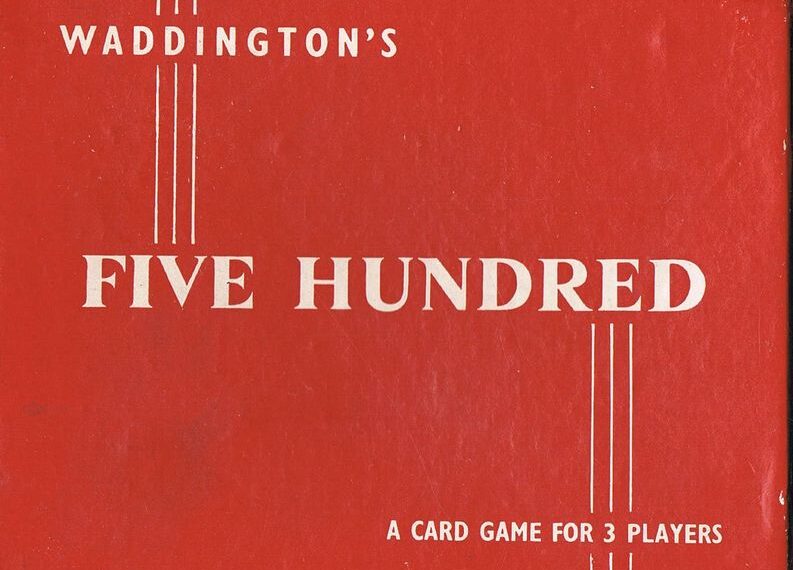 WADDINGTON'S
FIVE HUNDRED
A CARD GAME FOR 3 PLAYERS